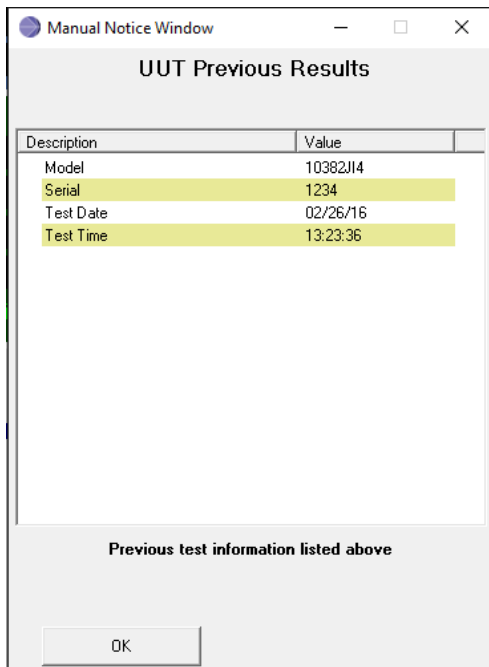 Manual Notice Window
UUT Previous Results
Description Value
Model 10382JI4
Serial 1234
Test Date 02/26/16
Test Time 13:23:36
Previous test information listed above
OK